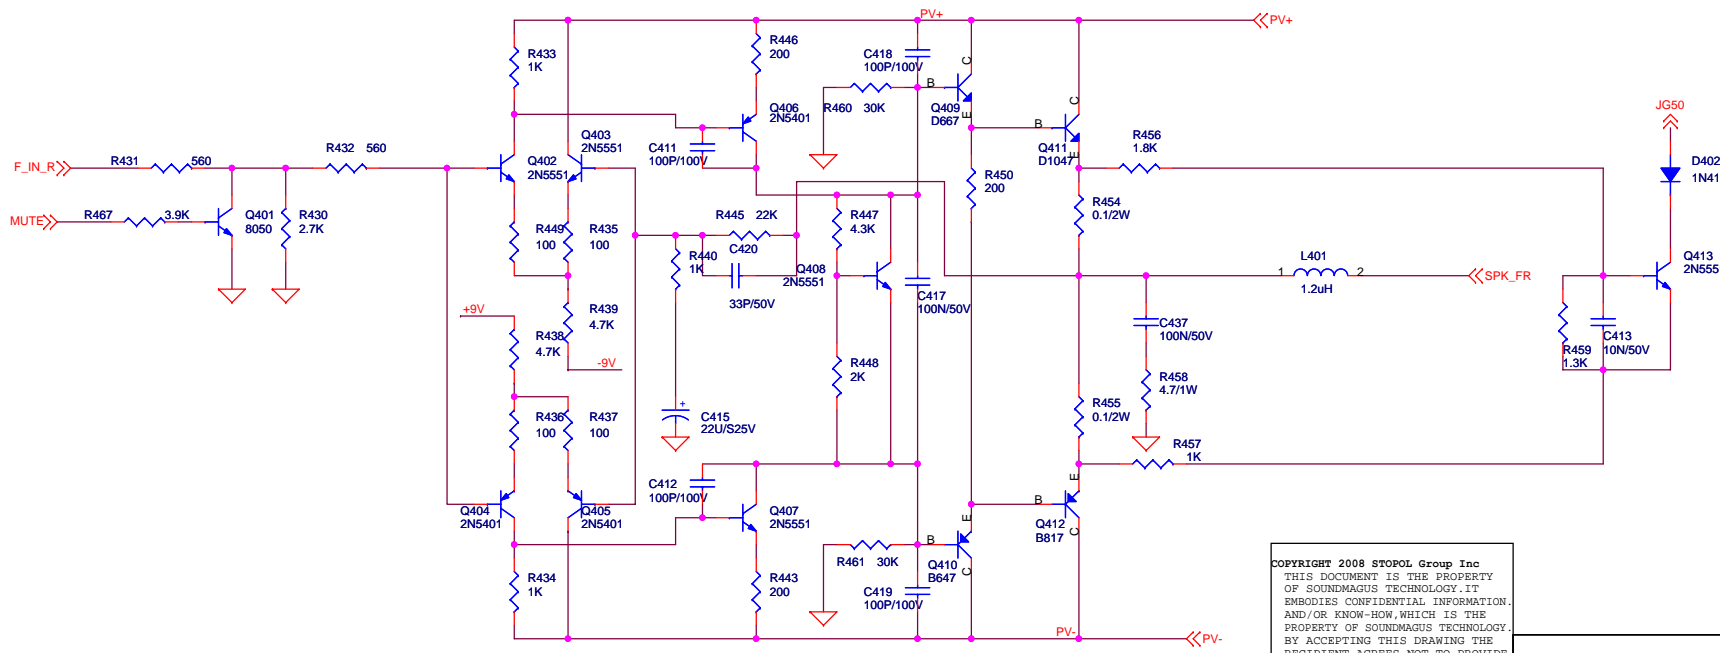 PV+
PV+
R446
200
R433
1K
C418
100P/100V
C
B
R460
30K
Q409
D667
E
C
JG50
Q406
2N5401
Q403
2N5551
C411
100P/100V
B
Q411
D1047
E
R456
1.8K
D402
1N41
F_IN_R
R431
560
R432
560
Q402
2N5551
R450
200
R454
0.1/2W
MUTE
R467
3.9K
Q401
8050
R430
2.7K
R449
100
R435
100
R445
22K
R447
4.3K
C420
R440
1K
Q408
2N5551
33P/50V
C417
100N/50V
L401
1
2
1.2uH
SPK_FR
Q413
2N555
+9V
R439
4.7K
R438
4.7K
-9V
C437
100N/50V
C413
10N/50V
R459
1.3K
R448
2K
R458
4.7/1W
R436
100
R437
100
+
C415
22U/S25V
R455
0.1/2W
R457
1K
C412
100P/100V
E
B
Q404
2N5401
Q405
2N5401
Q407
2N5551
E
Q412
B817
C
B
R461
30K
Q410
B647
C
R434
1K
R443
200
C419
100P/100V
PV-
PV-
COPYRIGHT 2008 STOPOL Group Inc
THIS DOCUMENT IS THE PROPERTY
OF SOUNDMAGUS TECHNOLOGY.IT
EMBODIES CONFIDENTIAL INFORMATION.
AND/OR KNOW-HOW,WHICH IS THE
PROPERTY OF SOUNDMAGUS TECHNOLOGY.
BY ACCEPTING THIS DRAWING THE
RECIPIENT AGREES NOT TO PROVIDE